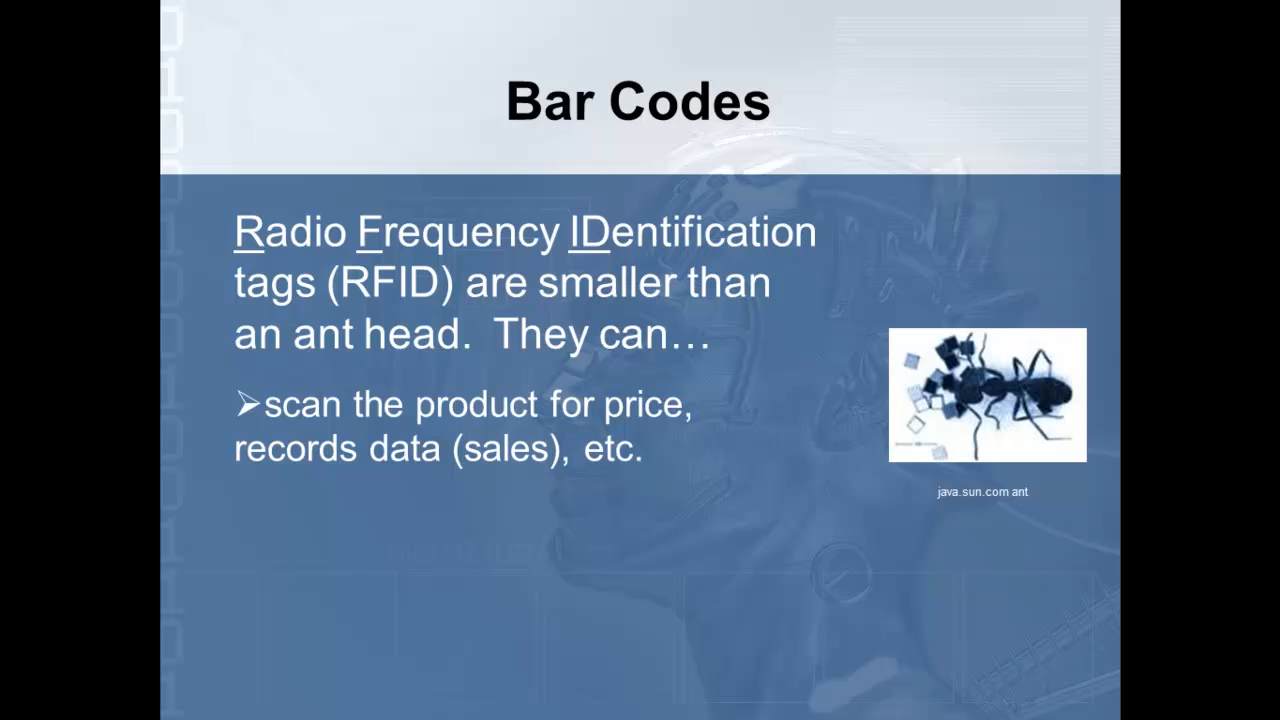 Bar Codes
Radio Frequency IDentification
tags (RFID) are smaller than
an ant head.  They can…
➢scan the product for price,
records data (sales), etc.
java.sun.com ant